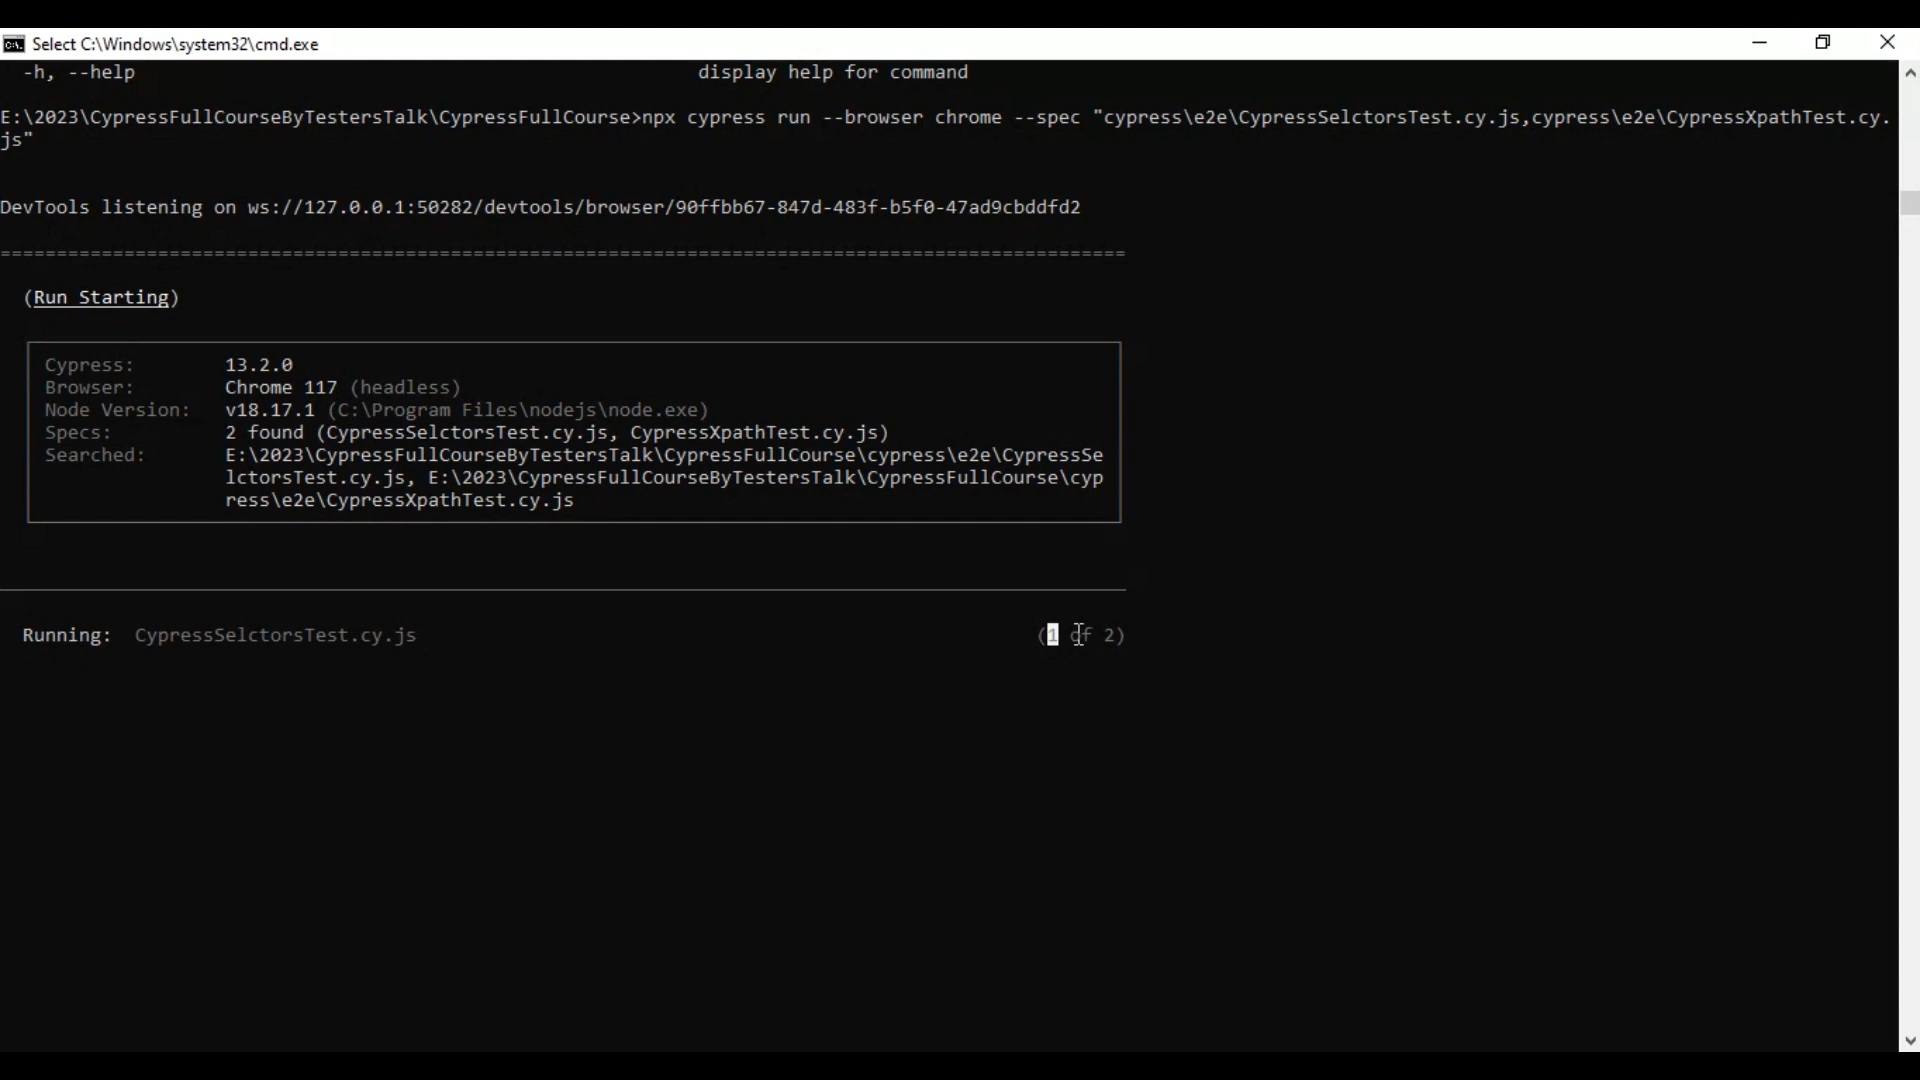 Select C:\Windows\system32\cmd.exe
-h, --help display help for command
E:\2023\CypressFullCourseByTestersTalk\CypressFullCourse>npx cypress run --browser chrome --spec "cypress\e2e\CypressSelctorsTest.cy.js,cypress\e2e\CypressXpathTest.cy.
js"
DevTools listening on ws://127.0.0.1:50282/devtools/browser/90ffbb67-847d-483f-b5f0-47ad9cbddfd2
====================================================================================================
(Run Starting)
Cypress: 13.2.0
Browser: Chrome 117 (headless)
Node Version: v18.17.1 (C:\Program Files\nodejs\node.exe)
Specs: 2 found (CypressSelctorsTest.cy.js, CypressXpathTest.cy.js)
Searched: E:\2023\CypressFullCourseByTestersTalk\CypressFullCourse\cypress\e2e\CypressSe
lctorsTest.cy.js, E:\2023\CypressFullCourseByTestersTalk\CypressFullCourse\cyp
ress\e2e\CypressXpathTest.cy.js
Running: CypressSelctorsTest.cy.js (1 of 2)